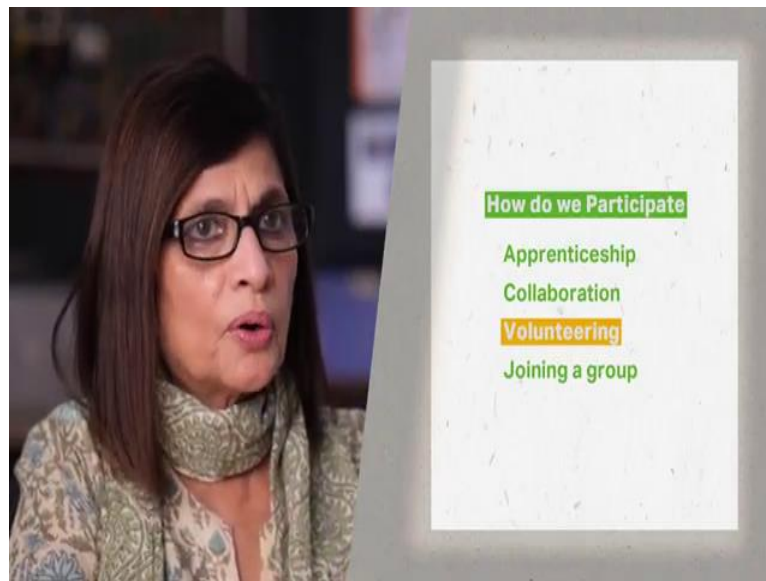 How do we Participate
Apprenticeship
Collaboration
Volunteering
Joining a group